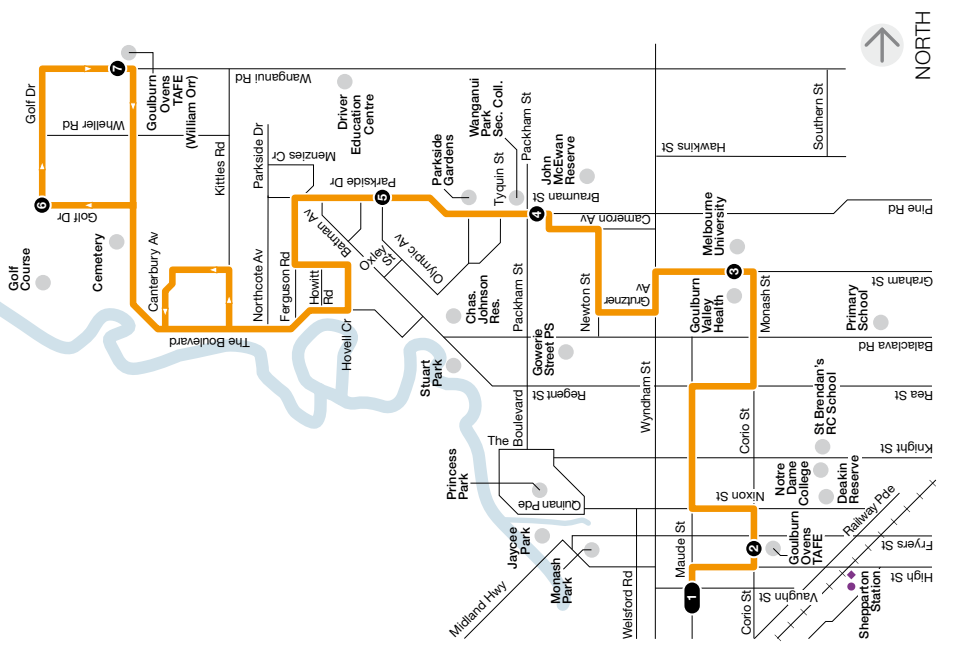 NORTH
Golf Dr
7
Goulburn
Ovens
TAFE
(William Orr)
Wheller Rd
6
Golf Dr
Golf
Course
Cemetery
Canterbury Av
Kittles Rd
Wanganui Rd
The Boulevard
Northcote Av
Parkside Dr
Menzies Cr
Driver
Education
Centre
Ferguson Rd
Howitt
Rd
Hovell Cr
Batman Av
Parkside Dr
5
Oxley St
Olympic Av
Parkside
Gardens
Wanganui
Park
Sec. Coll.
Tyquin St
Packham St
John
McEwan
Reserve
Brauman St
4
Cameron Av
Pine Rd
Hawkins St
Southern St
Stuart
Park
Chas.
Johnson
Res.
Packham St
Gowerie
Street PS
Newton St
Grutzner
Av
Melbourne
University
3
Goulburn
Valley
Health
Monash St
Graham St
Primary
School
Balaclava Rd
Rea St
Regent St
Wyndham St
The
Boulevard
Princess
Park
Quinan Pde
Corio St
St Brendan's
RC School
Knight St
Notre
Dame
College
Deakin
Reserve
Nixon St
Railway Pde
Jaycee
Park
Monash
Park
Midland Hwy
Welsford Rd
Maude St
2
Goulburn
Ovens
TAFE
Fryers St
High St
1
Vaughn St
Corio St
Shepparton
Station